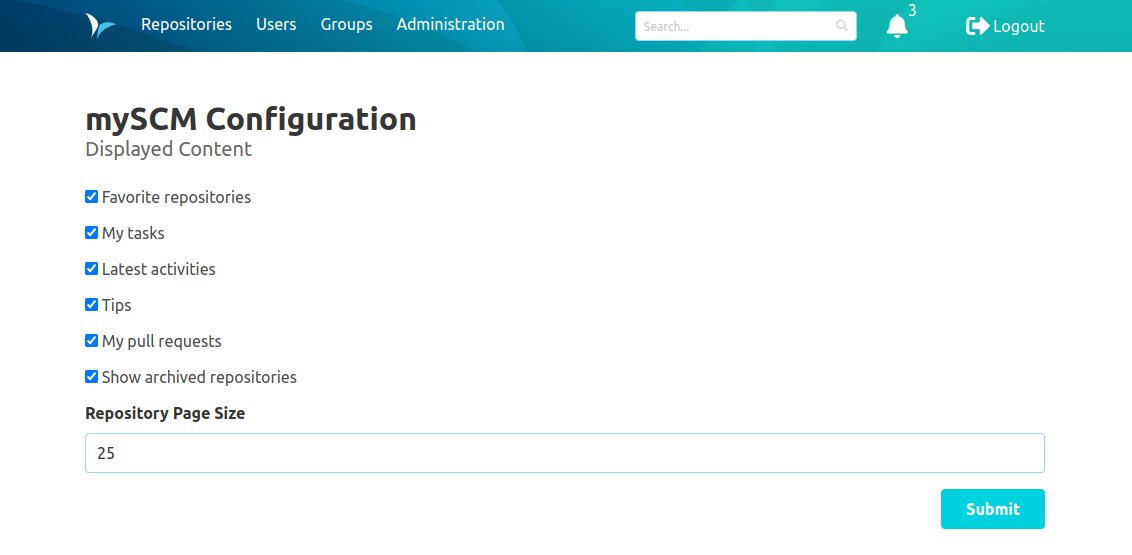 Repositories Users Groups Administration Search... 3 Logout
mySCM Configuration
Displayed Content
Favorite repositories
My tasks
Latest activities
Tips
My pull requests
Show archived repositories
Repository Page Size
25
Submit